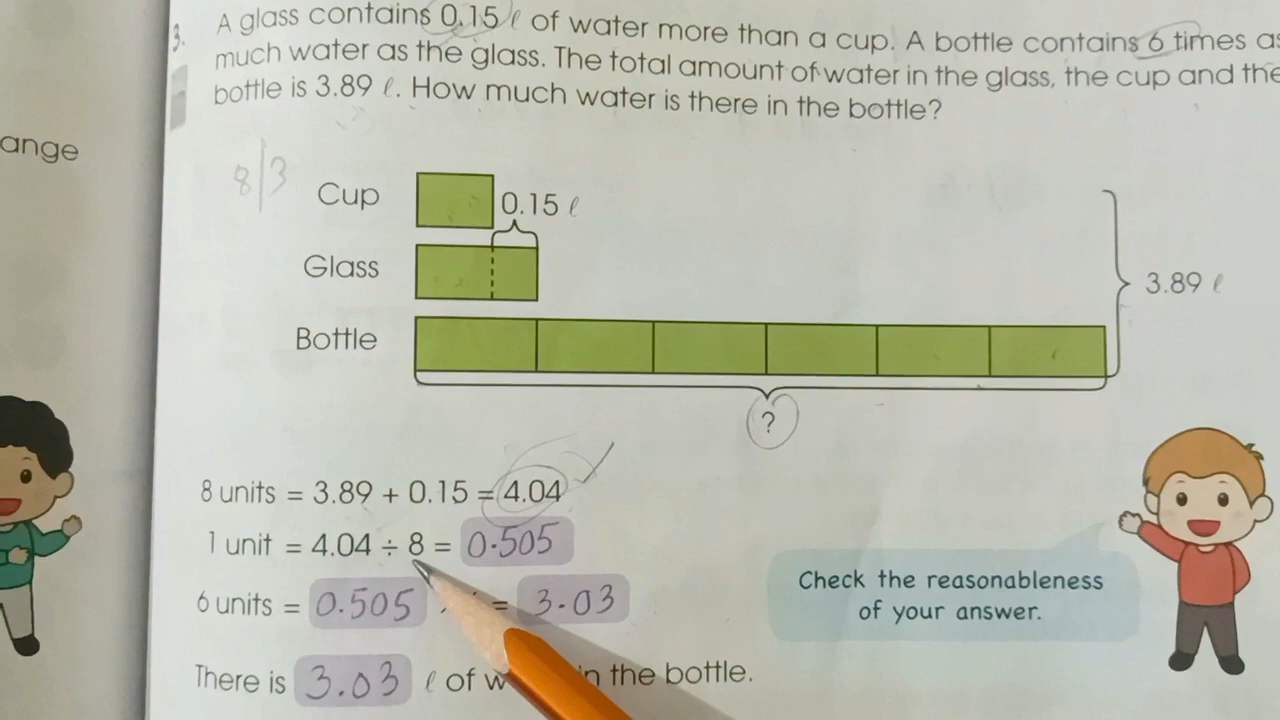 3. A glass contains 0.15 ℓ of water more than a cup. A bottle contains 6 times as
much water as the glass. The total amount of water in the glass, the cup and the
bottle is 3.89 ℓ. How much water is there in the bottle?
ange
8 3
Cup
0.15 ℓ
Glass
3.89 ℓ
Bottle
?
8 units = 3.89 + 0.15 = 4.04
1 unit = 4.04 ÷ 8 = 0.505
6 units = 0.505 = 3.03
Check the reasonableness
of your answer.
There is 3.03 ℓ of in the bottle.